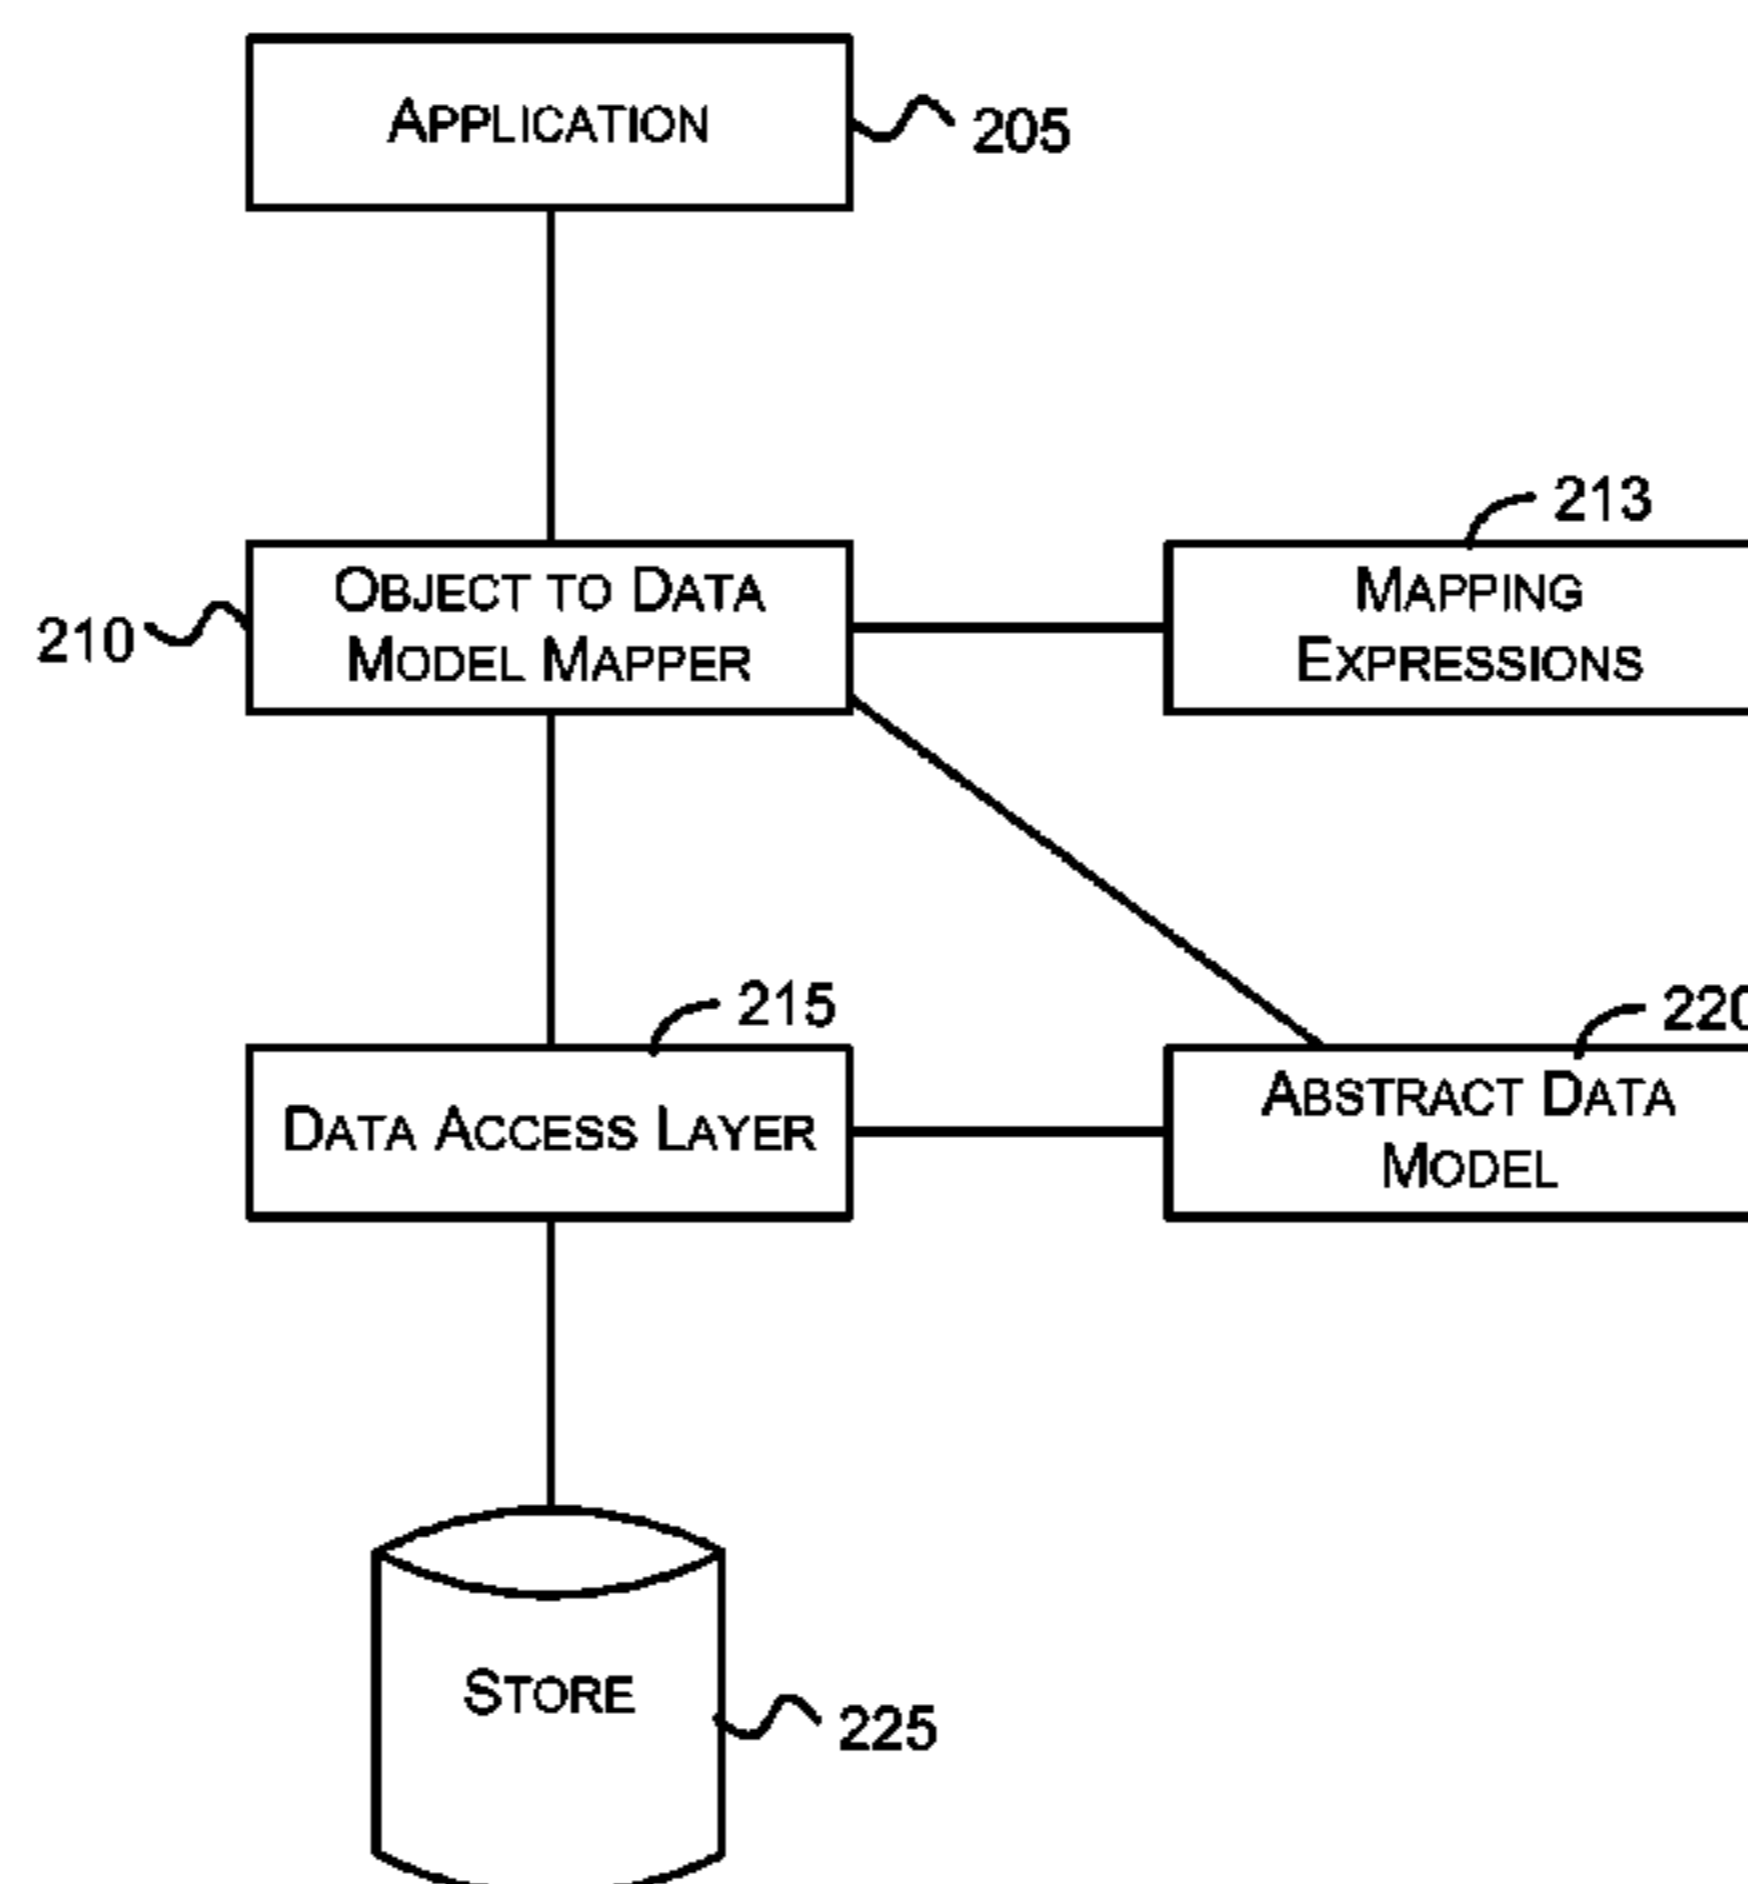 APPLICATION
205
213
OBJECT TO DATA
MODEL MAPPER
210
MAPPING
EXPRESSIONS
215
220
DATA ACCESS LAYER
ABSTRACT DATA
MODEL
STORE
225